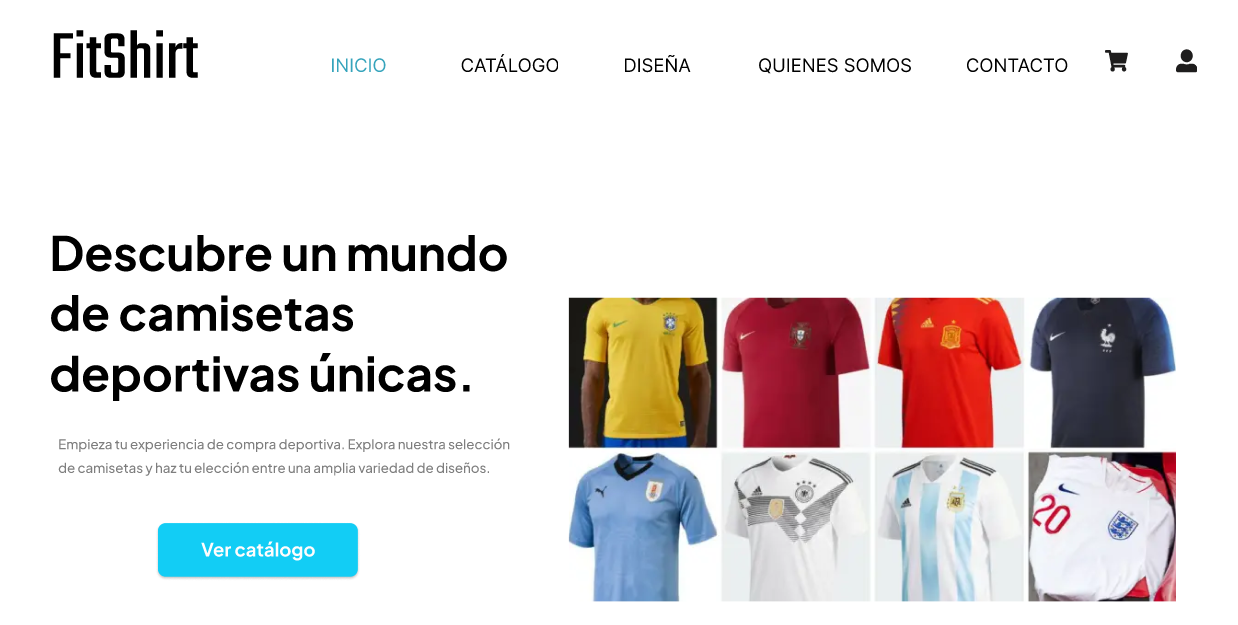 FitShirt
INICIO
CATÁLOGO
DISEÑA
QUIENES SOMOS
CONTACTO
Descubre un mundo
de camisetas
deportivas únicas.
Empieza tu experiencia de compra deportiva. Explora nuestra selección
de camisetas y haz tu elección entre una amplia variedad de diseños.
Ver catálogo
20